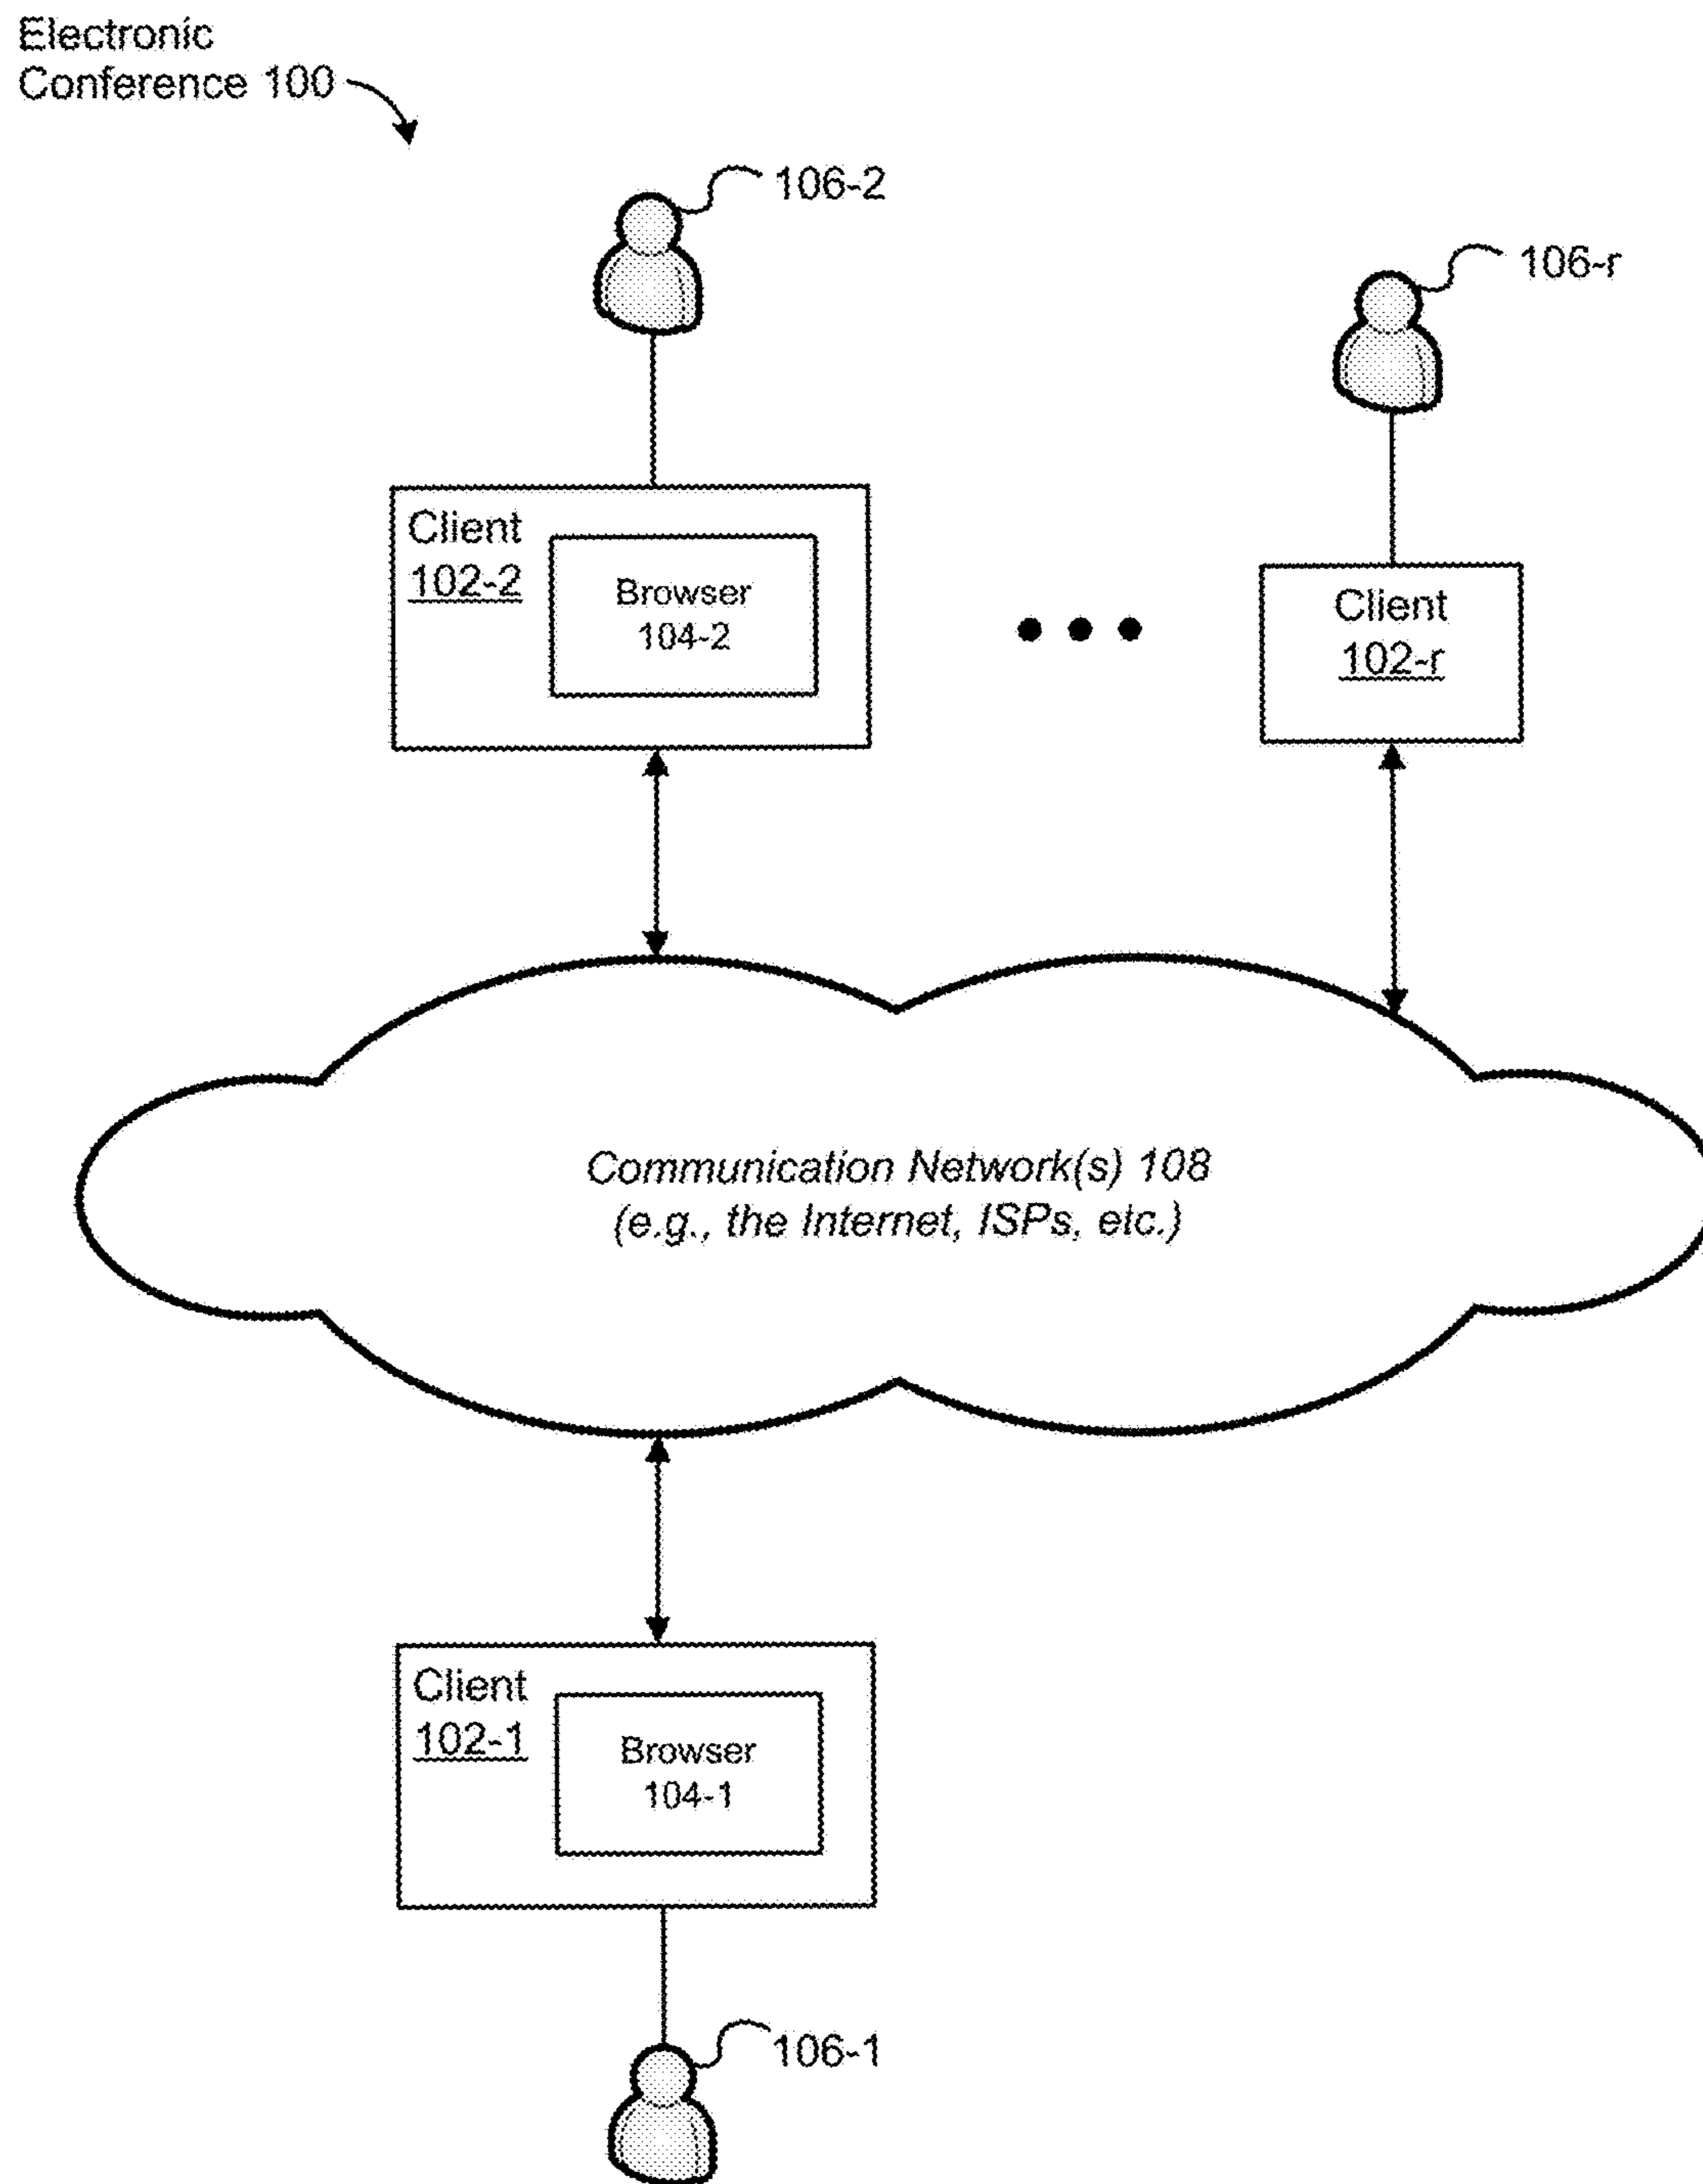 Electronic
Conference 100
106-2
106-r
Client
102-2
Browser
104-2
Client
102-r
Communication Network(s) 108
(e.g., the Internet, ISPs, etc.)
Client
102-1
Browser
104-1
106-1